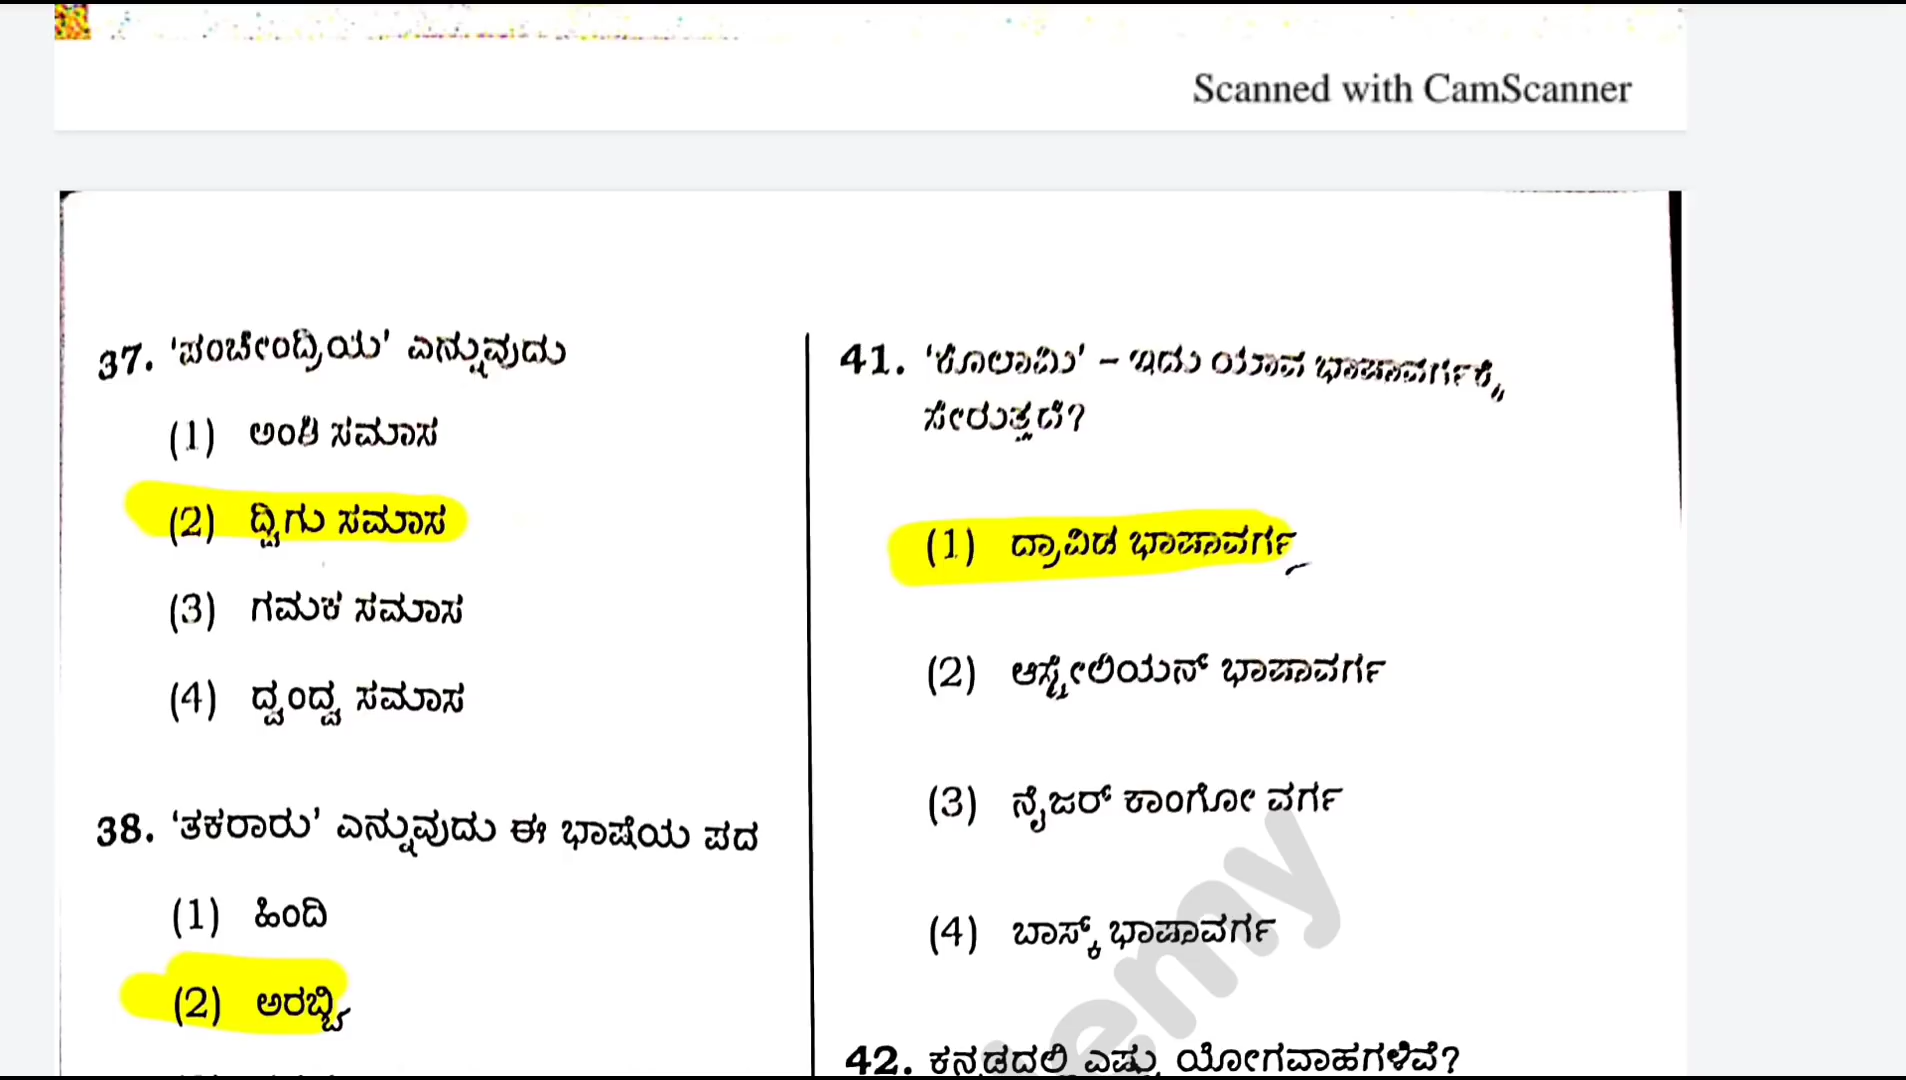 Scanned with CamScanner
37. 'ಪಂಚೇಂದ್ರಿಯ' ಎನ್ನುವುದು
(1) ಅಂಶಿ ಸಮಾಸ
(2) ದ್ವಿಗು ಸಮಾಸ
(3) ಗಮಕ ಸಮಾಸ
(4) ದ್ವಂದ್ವ ಸಮಾಸ
38. 'ತಕರಾರು' ಎನ್ನುವುದು ಈ ಭಾಷೆಯ ಪದ
(1) ಹಿಂದಿ
(2) ಅರಬ್ಬಿ
41. 'ಕೊಲಾಮಿ' – ಇದು ಯಾವ ಭಾಷಾವರ್ಗಕ್ಕೆ
ಸೇರುತ್ತದೆ?
(1) ದ್ರಾವಿಡ ಭಾಷಾವರ್ಗ
(2) ಆಸ್ಟ್ರೇಲಿಯನ್ ಭಾಷಾವರ್ಗ
(3) ನೈಜರ್ ಕಾಂಗೋ ವರ್ಗ
(4) ಬಾಸ್ಕ್ ಭಾಷಾವರ್ಗ
42. ಕನ್ನಡದಲ್ಲಿ ಎಷ್ಟು ಯೋಗವಾಹಗಳಿವೆ?